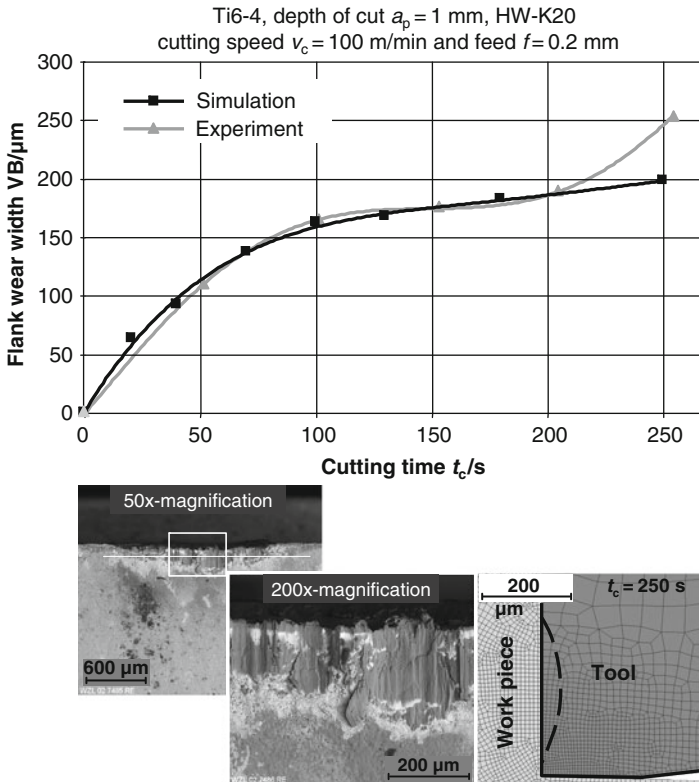 Ti6-4, depth of cut aₚ = 1 mm, HW-K20
cutting speed v_c = 100 m/min and feed f = 0.2 mm
300
250
200
150
100
50
0
Flank wear width VB/µm
Simulation
Experiment
0
50
100
150
200
250
Cutting time t_c/s
50x-magnification
600 µm
200x-magnification
200 µm
200
µm
t_c = 250 s
Work piece
Tool